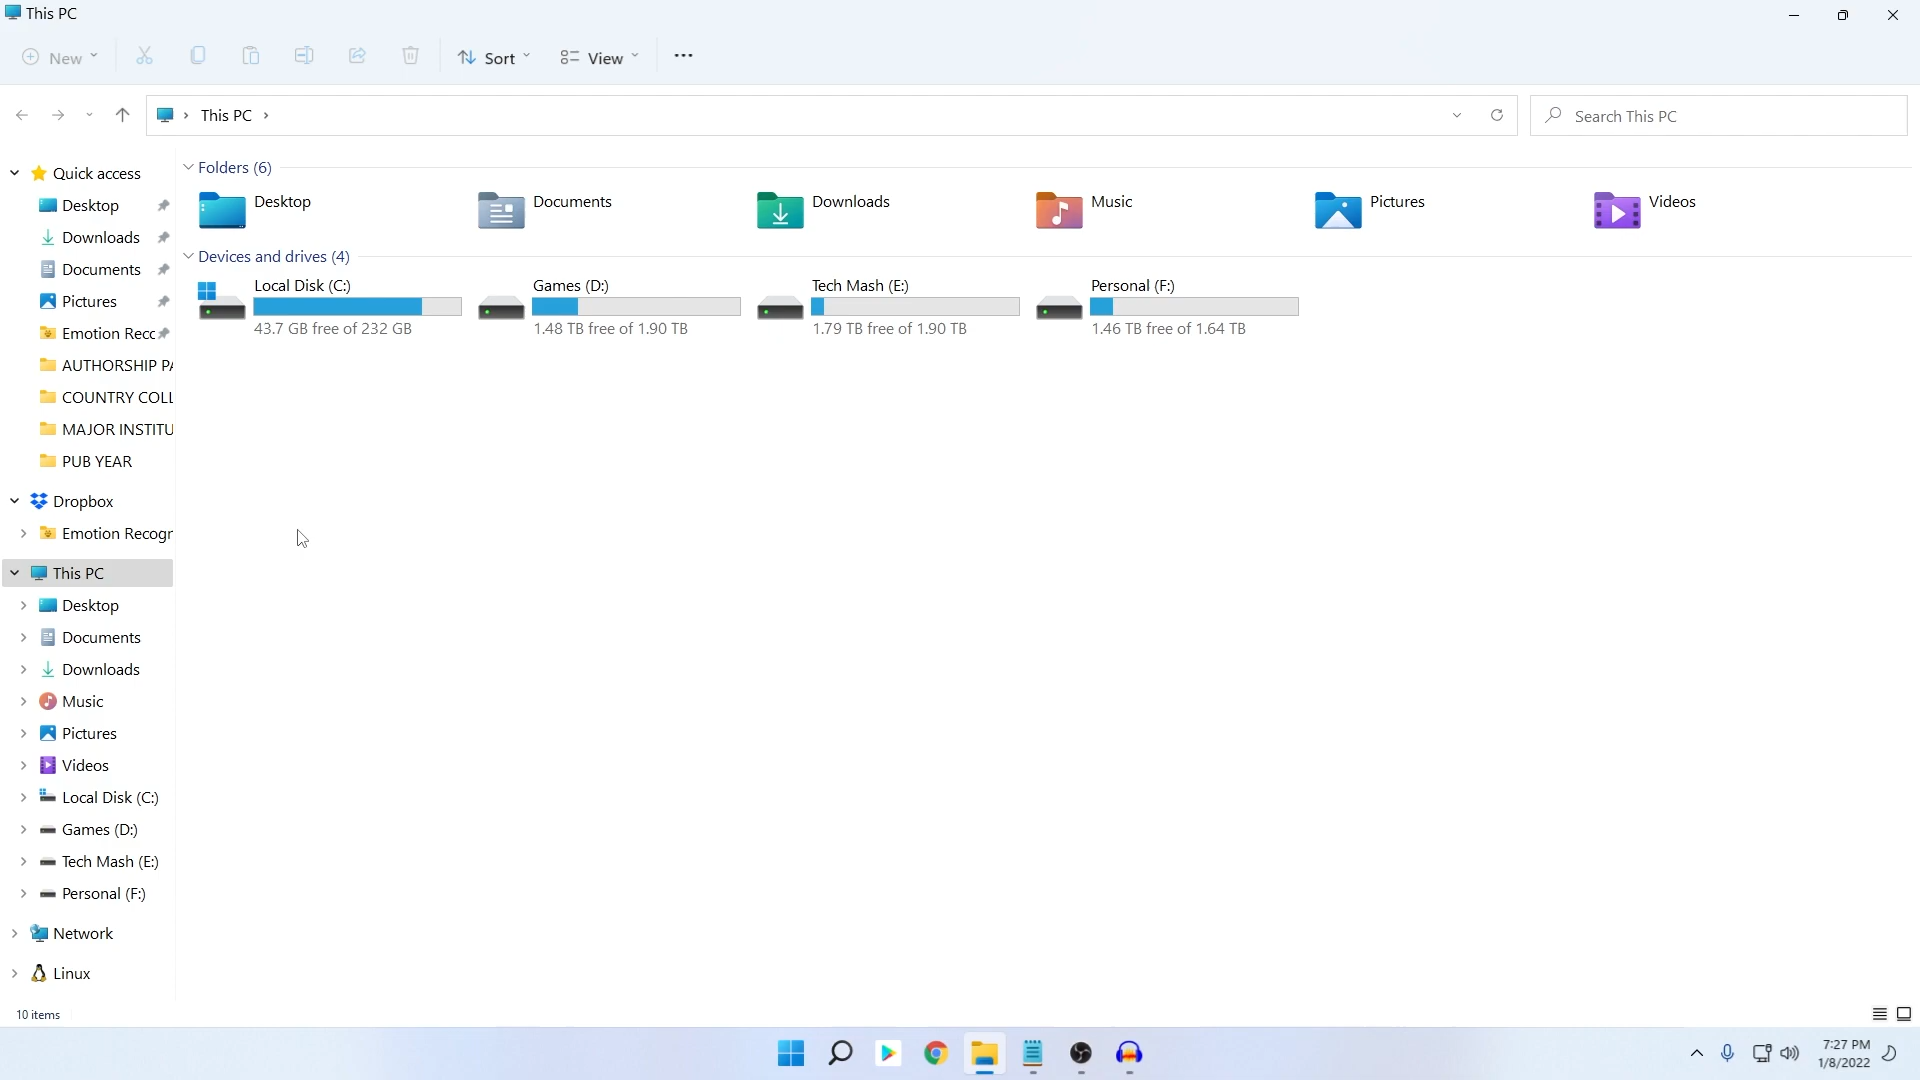 This PC
New
Sort
View
This PC
Search This PC
Quick access
Desktop
Downloads
Documents
Pictures
Emotion Recc
AUTHORSHIP PA
COUNTRY COLL
MAJOR INSTITU
PUB YEAR
Dropbox
Emotion Recogr
This PC
Desktop
Documents
Downloads
Music
Pictures
Videos
Local Disk (C:)
Games (D:)
Tech Mash (E:)
Personal (F:)
Network
Linux
Folders (6)
Desktop
Documents
Downloads
Music
Pictures
Videos
Devices and drives (4)
Local Disk (C:)
43.7 GB free of 232 GB
Games (D:)
1.48 TB free of 1.90 TB
Tech Mash (E:)
1.79 TB free of 1.90 TB
Personal (F:)
1.46 TB free of 1.64 TB
10 items
7:27 PM
1/8/2022